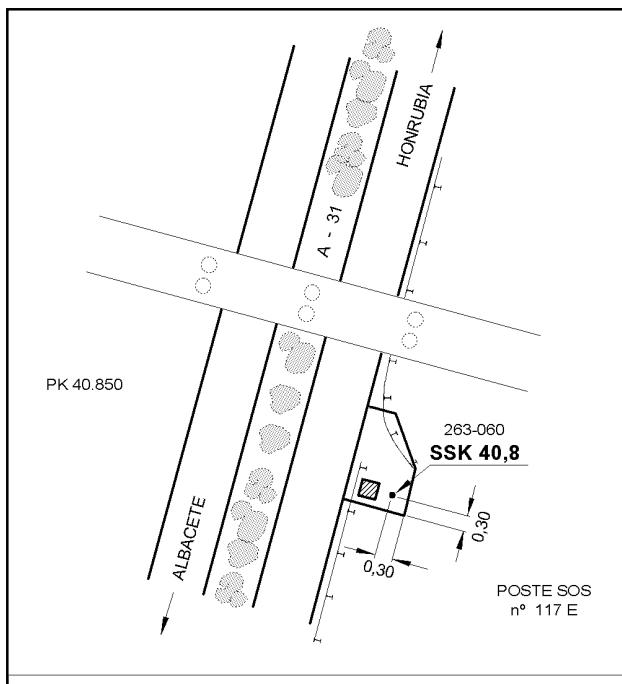 HONRUBIA
A - 31
PK 40.850
263-060
SSK 40,8
ALBACETE
0,30
0,30
POSTE SOS
nº 117 E